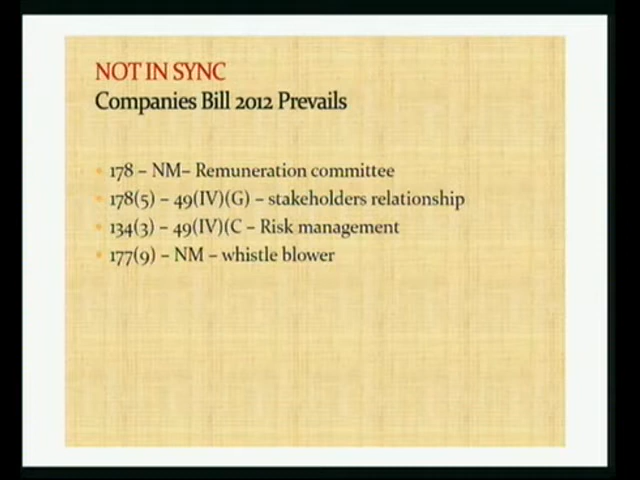 NOT IN SYNC
Companies Bill 2012 Prevails
• 178 – NM– Remuneration committee
• 178(5) – 49(IV)(G) – stakeholders relationship
• 134(3) – 49(IV)(C – Risk management
• 177(9) – NM – whistle blower